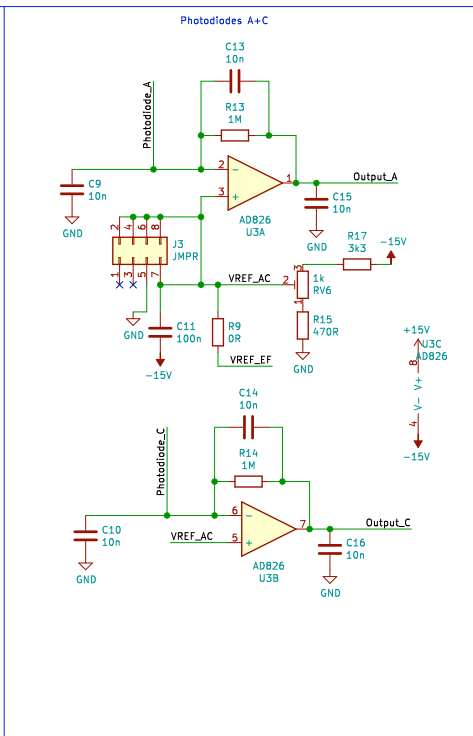 Photodiodes A+C
C13
10n
R13
1M
Photodiode_A
2
1
3
Output_A
C9
10n
GND
C15
10n
GND
AD826
U3A
2
4
6
8
J3
JMPR
1
3
5
7
R17
3k3
-15V
VREF_AC
2
3
1
1k
RV6
GND
C11
100n
-15V
R9
0R
VREF_EF
R15
470R
GND
+15V
U3C
AD826
8
V+
V-
4
-15V
C14
10n
R14
1M
Photodiode_C
6
7
5
Output_C
VREF_AC
C10
10n
GND
C16
10n
GND
AD826
U3B